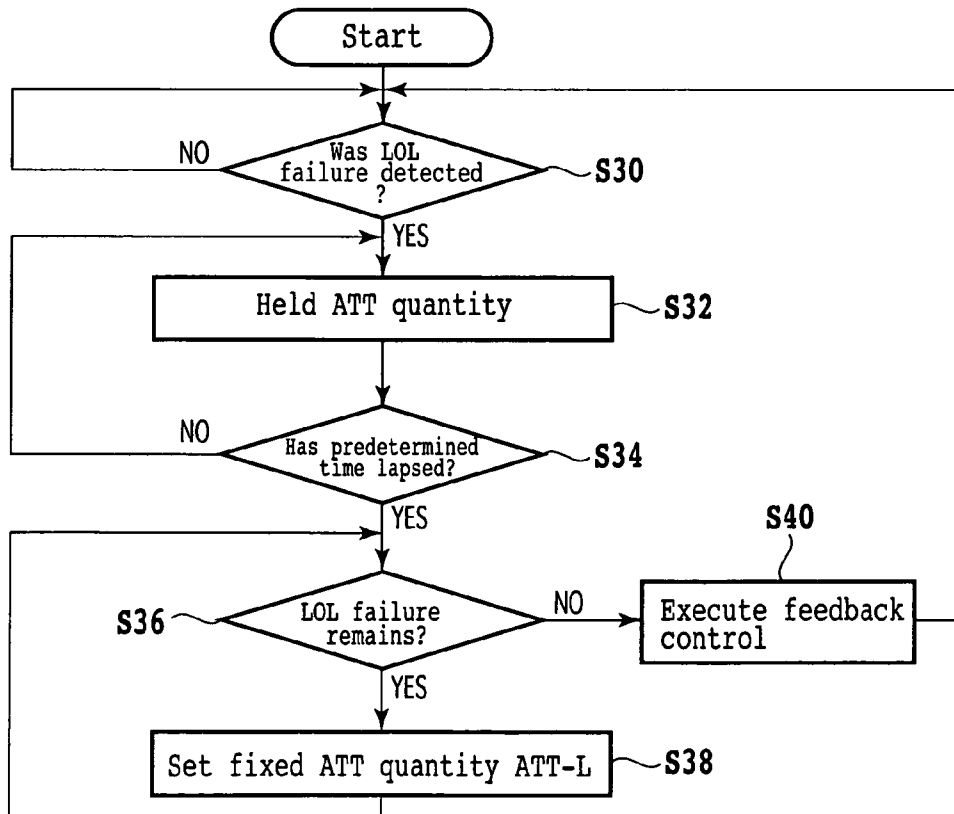 Start
NO
Was LOL
failure detected
?
S30
YES
Held ATT quantity
S32
NO
Has predetermined
time lapsed?
S34
YES
S40
S36
LOL failure
remains?
NO
Execute feedback
control
YES
Set fixed ATT quantity ATT-L
S38